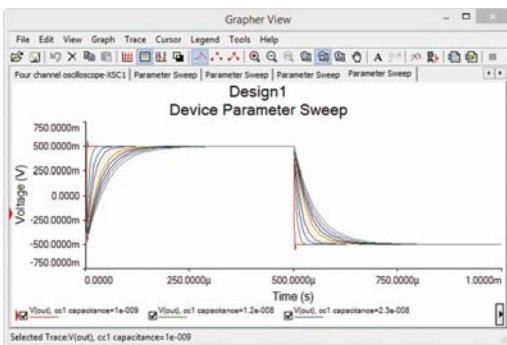 Grapher View
File Edit View Graph Trace Cursor Legend Tools Help
Four channel oscilloscope-XSC1 Parameter Sweep Parameter Sweep Parameter Sweep Parameter Sweep
Design1
Device Parameter Sweep
Voltage (V)
750.0000m
500.0000m
250.0000m
0.0000
-250.0000m
-500.0000m
-750.0000m
0.0000 250.0000µ 500.0000µ 750.0000µ 1.0000m
Time (s)
V(out), cc1 capacitance=1e-009 V(out), cc1 capacitance=1.2e-008 V(out), cc1 capacitance=2.3e-008
Selected Trace:V(out), cc1 capacitance=1e-009